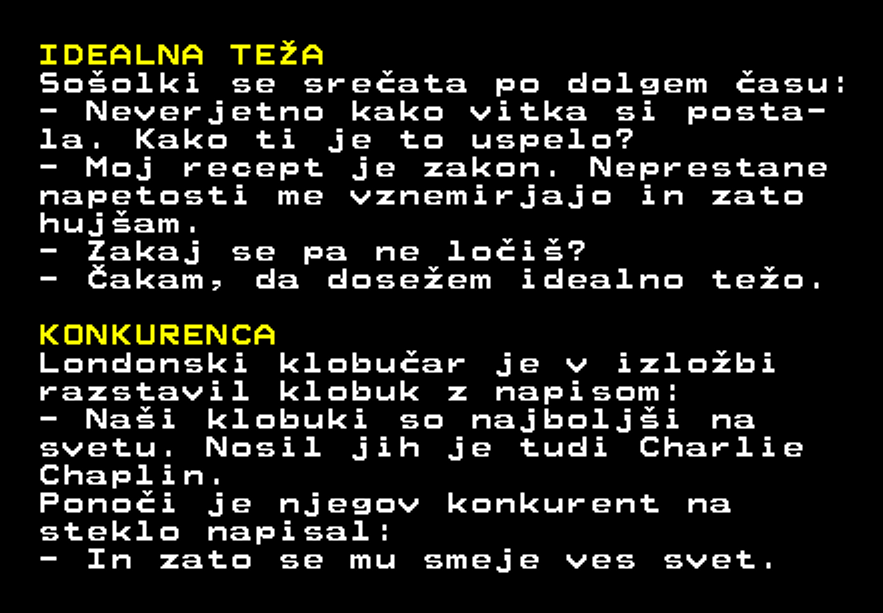 IDEALNA TEŽA
Sošolki se srečata po dolgem času:
- Neverjetno kako vitka si posta-
la. Kako ti je to uspelo?
- Moj recept je zakon. Neprestane
napetosti me vznemirjajo in zato
hujšam.
- Zakaj se pa ne ločiš?
- Čakam, da dosežem idealno težo.
KONKURENCA
Londonski klobučar je v izložbi
razstavil klobuk z napisom:
- Naši klobuki so najboljši na
svetu. Nosil jih je tudi Charlie
Chaplin.
Ponoči je njegov konkurent na
steklo napisal:
- In zato se mu smeje ves svet.